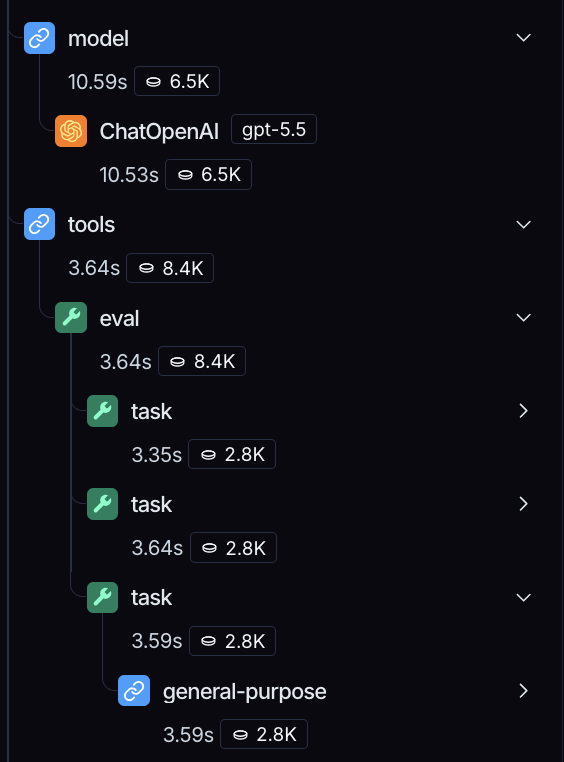 model
10.59s 6.5K
ChatOpenAI gpt-5.5
10.53s 6.5K
tools
3.64s 8.4K
eval
3.64s 8.4K
task
3.35s 2.8K
task
3.64s 2.8K
task
3.59s 2.8K
general-purpose
3.59s 2.8K